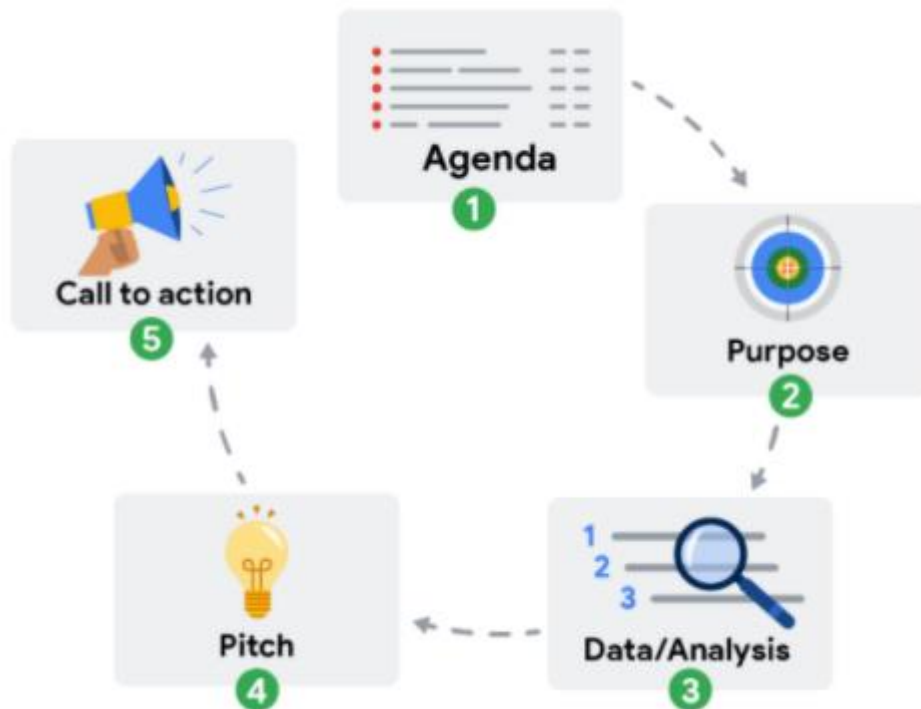 Agenda
1
Purpose
2
1
2
3
Data/Analysis
3
Pitch
4
Call to action
5